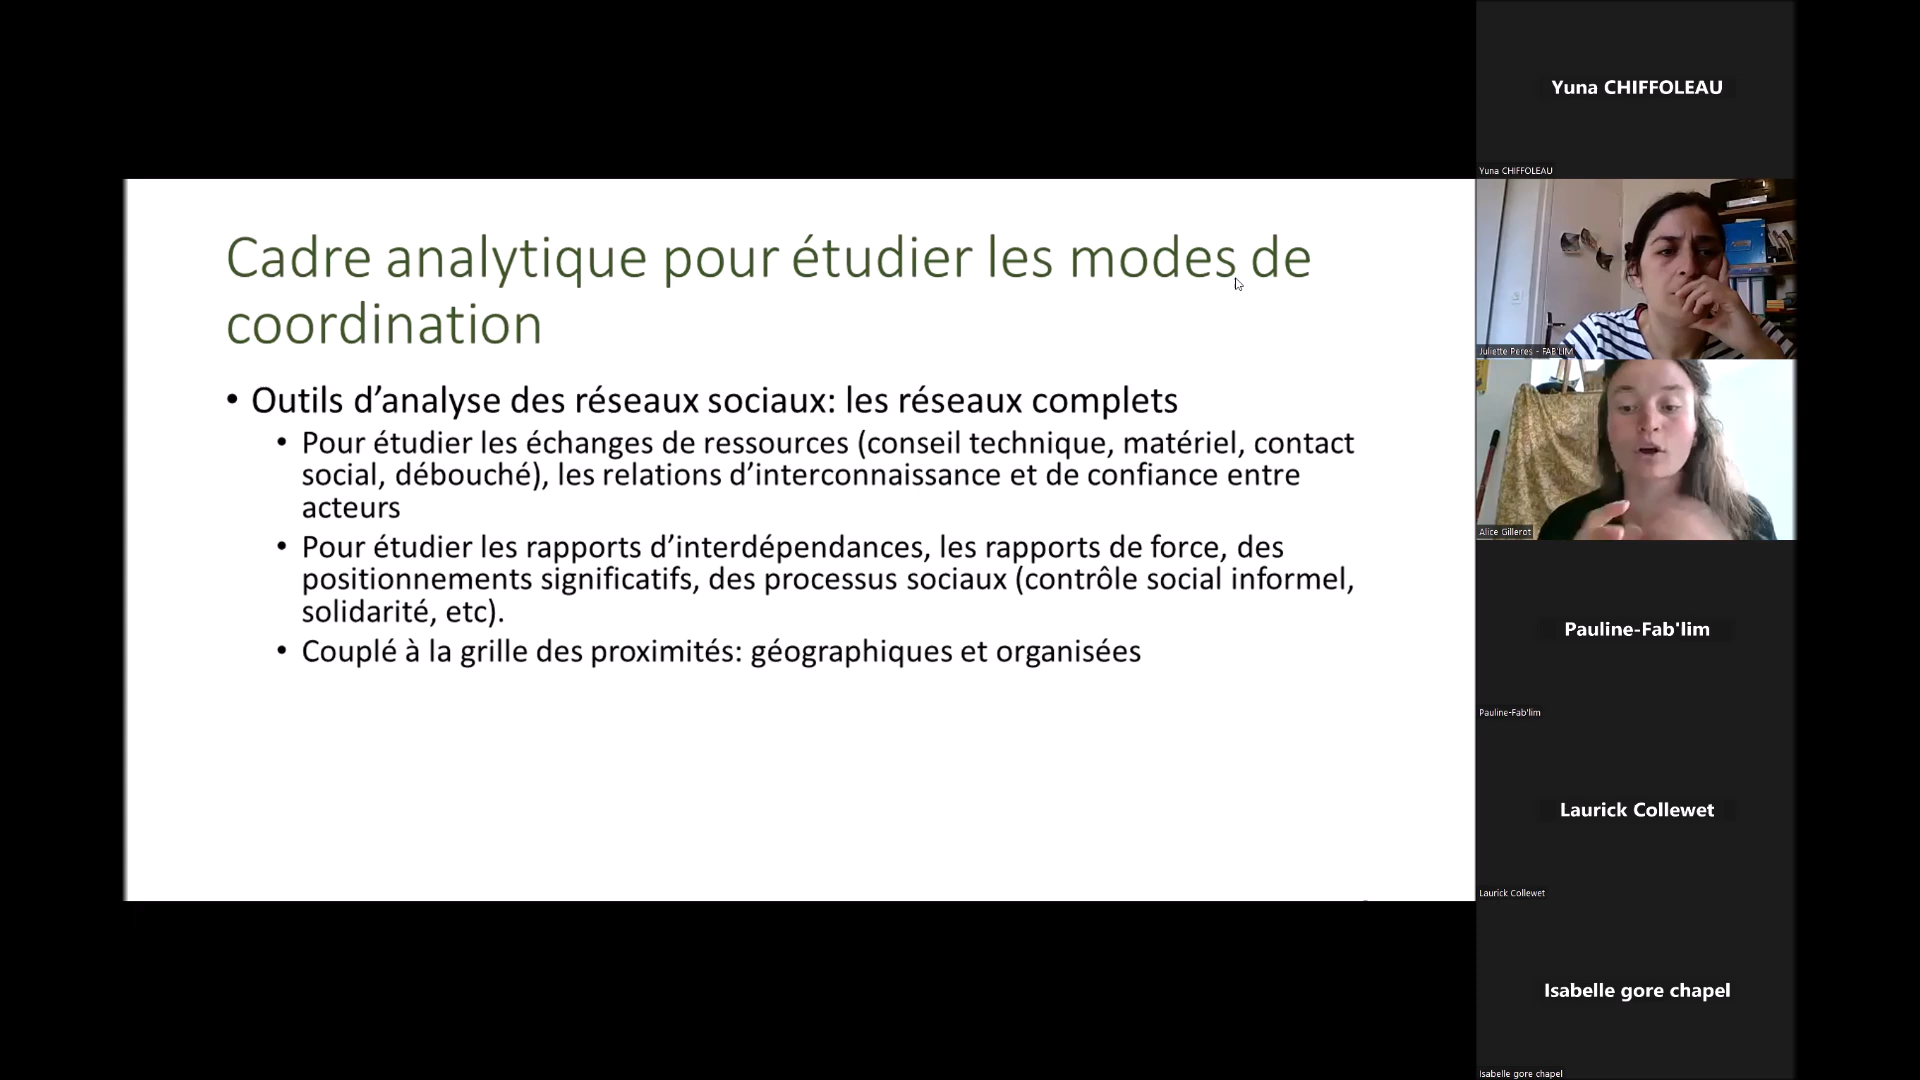 Cadre analytique pour étudier les modes de
coordination
• Outils d’analyse des réseaux sociaux: les réseaux complets
• Pour étudier les échanges de ressources (conseil technique, matériel, contact
social, débouché), les relations d’interconnaissance et de confiance entre
acteurs
• Pour étudier les rapports d’interdépendances, les rapports de force, des
positionnements significatifs, des processus sociaux (contrôle social informel,
solidarité, etc).
• Couplé à la grille des proximités: géographiques et organisées
Yuna CHIFFOLEAU
Yuna CHIFFOLEAU
Juliette Peres - FAB'LIM
Alice Gillerot
Pauline-Fab'lim
Pauline-Fab'lim
Laurick Collewet
Laurick Collewet
Isabelle gore chapel
Isabelle gore chapel